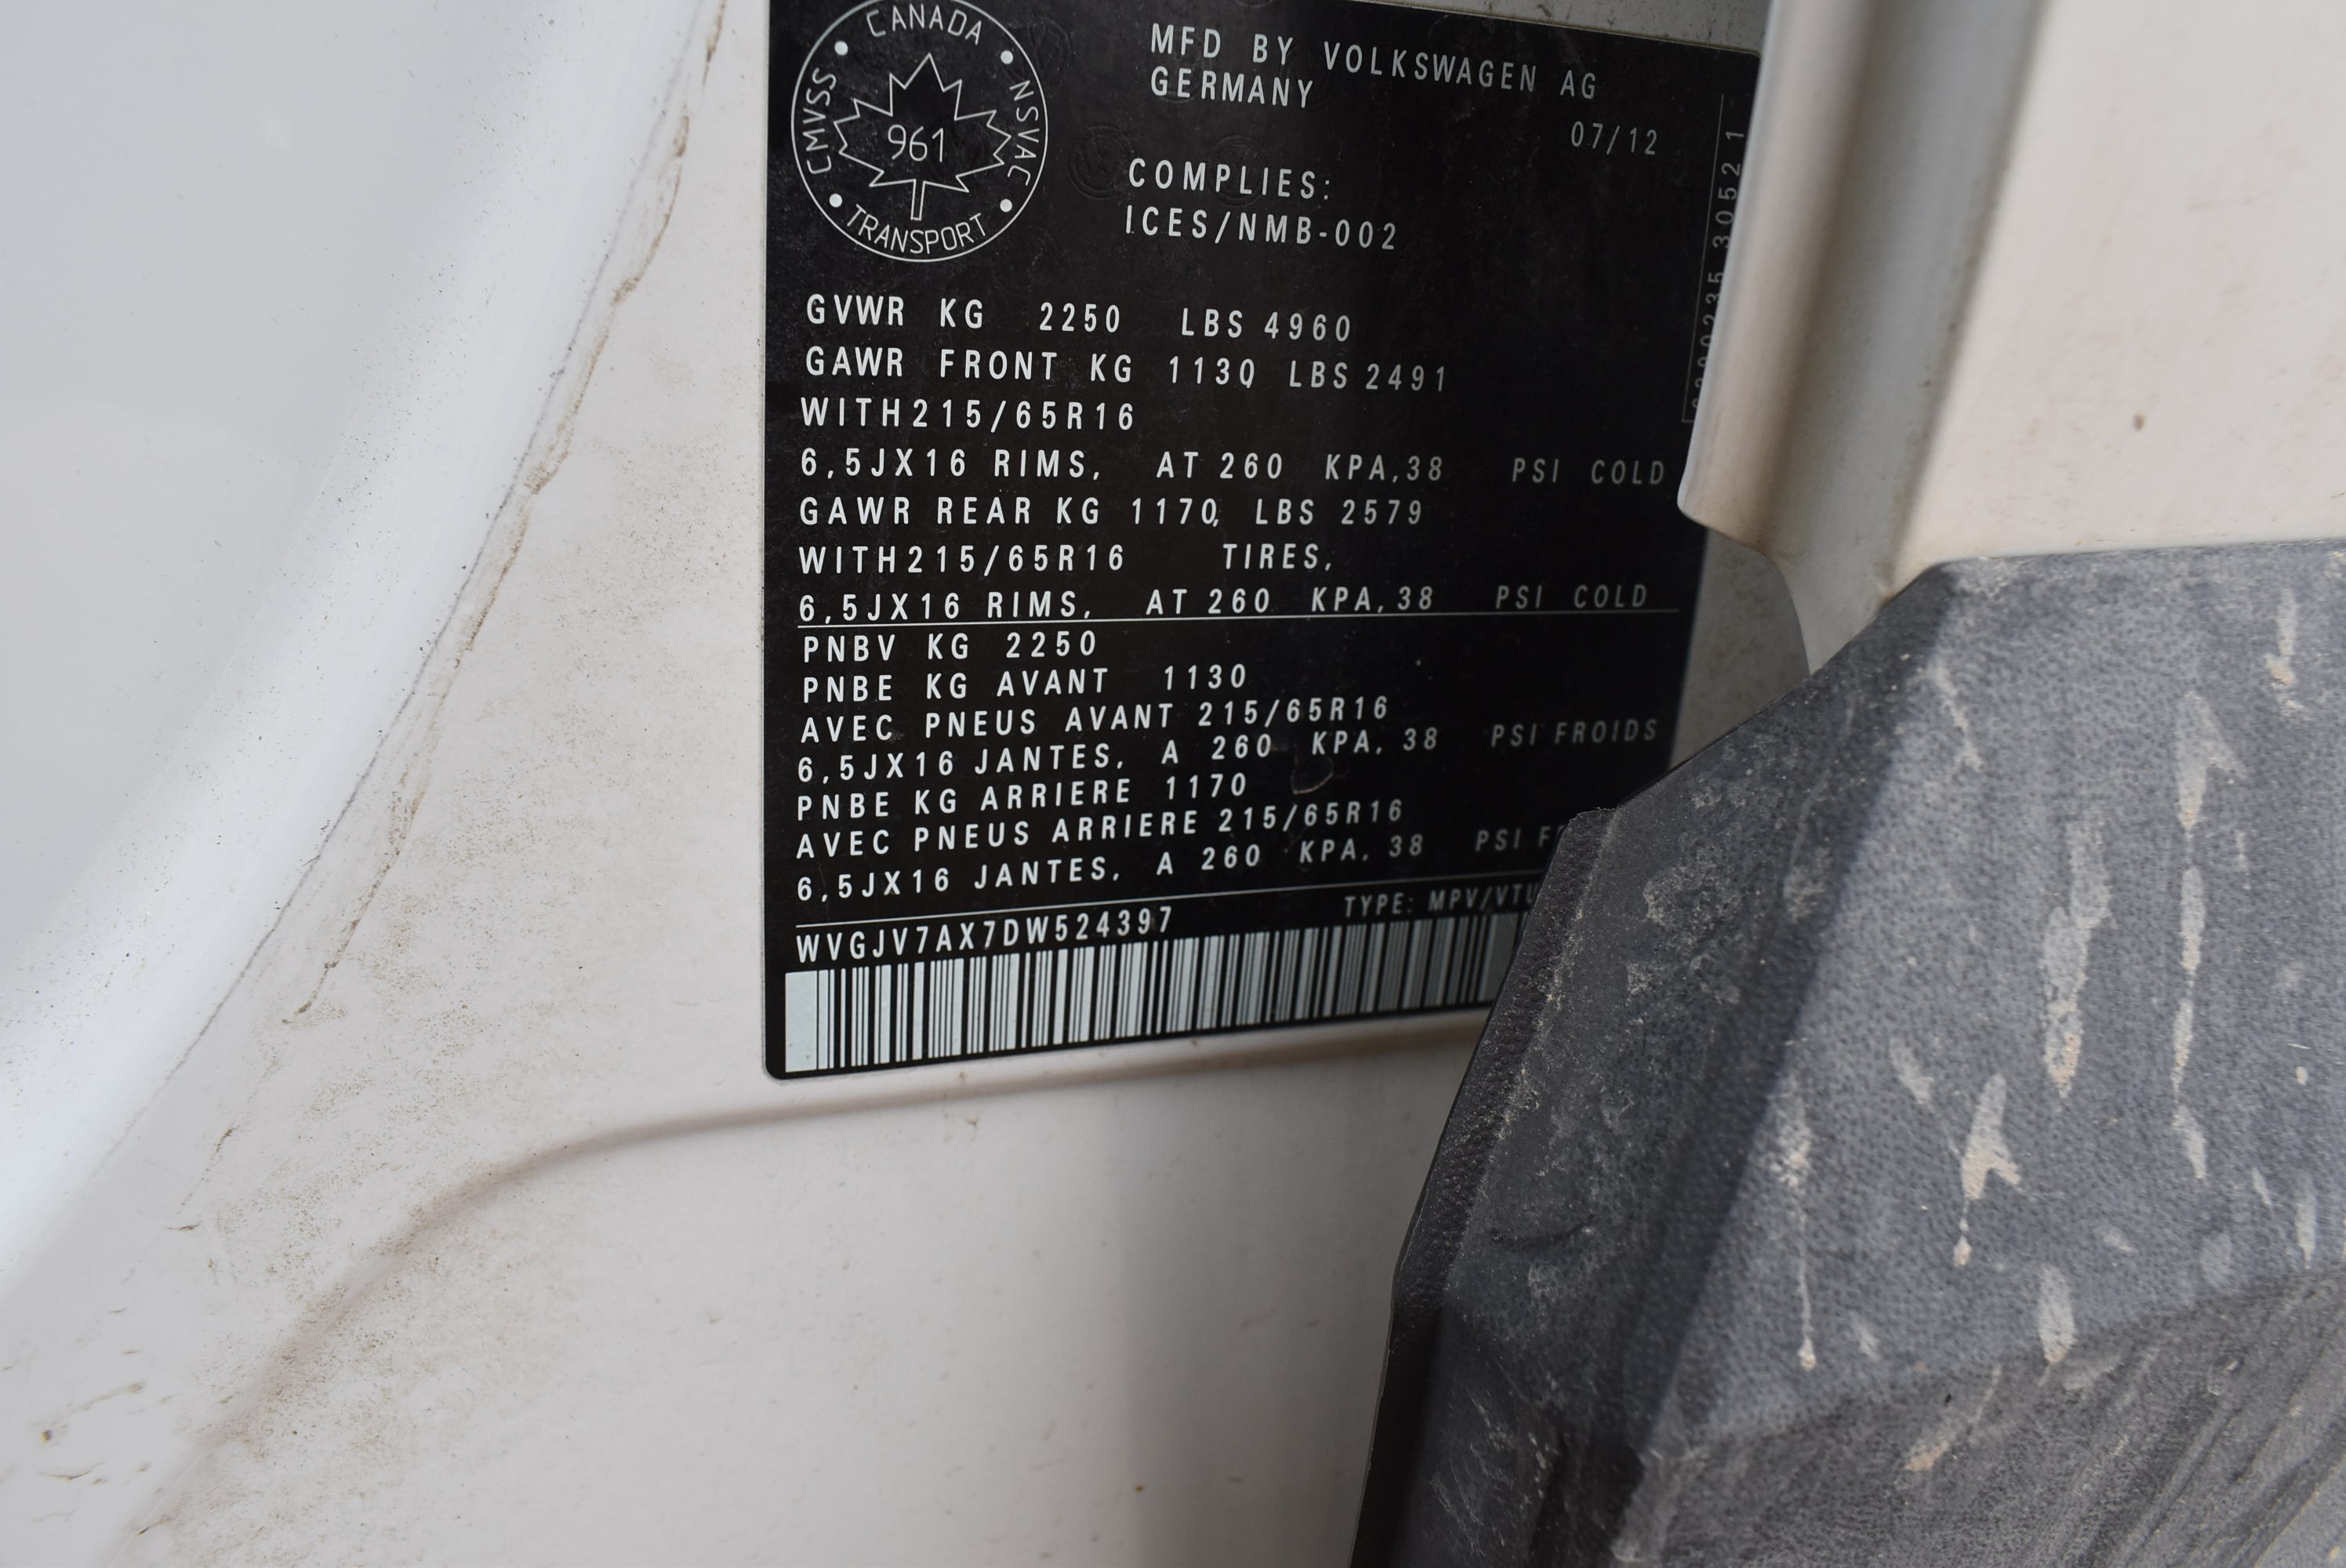 CANADA
CMVSS
NSVAC
961
TRANSPORT
MFD BY VOLKSWAGEN AG
GERMANY
07/12
COMPLIES:
ICES/NMB-002
GVWR KG 2250 LBS 4960
GAWR FRONT KG 1130, LBS 2491
WITH 215/65R16
6,5JX16 RIMS, AT 260 KPA, 38 PSI COLD
GAWR REAR KG 1170, LBS 2579
WITH 215/65R16 TIRES,
6,5JX16 RIMS, AT 260 KPA, 38 PSI COLD
PNBV KG 2250
PNBE KG AVANT 1130
AVEC PNEUS AVANT 215/65R16
6,5JX16 JANTES, A 260 KPA, 38 PSI FROIDS
PNBE KG ARRIERE 1170
AVEC PNEUS ARRIERE 215/65R16
6,5JX16 JANTES, A 260 KPA, 38 PSI
TYPE: MPV/VTU
WVGJV7AX7DW524397